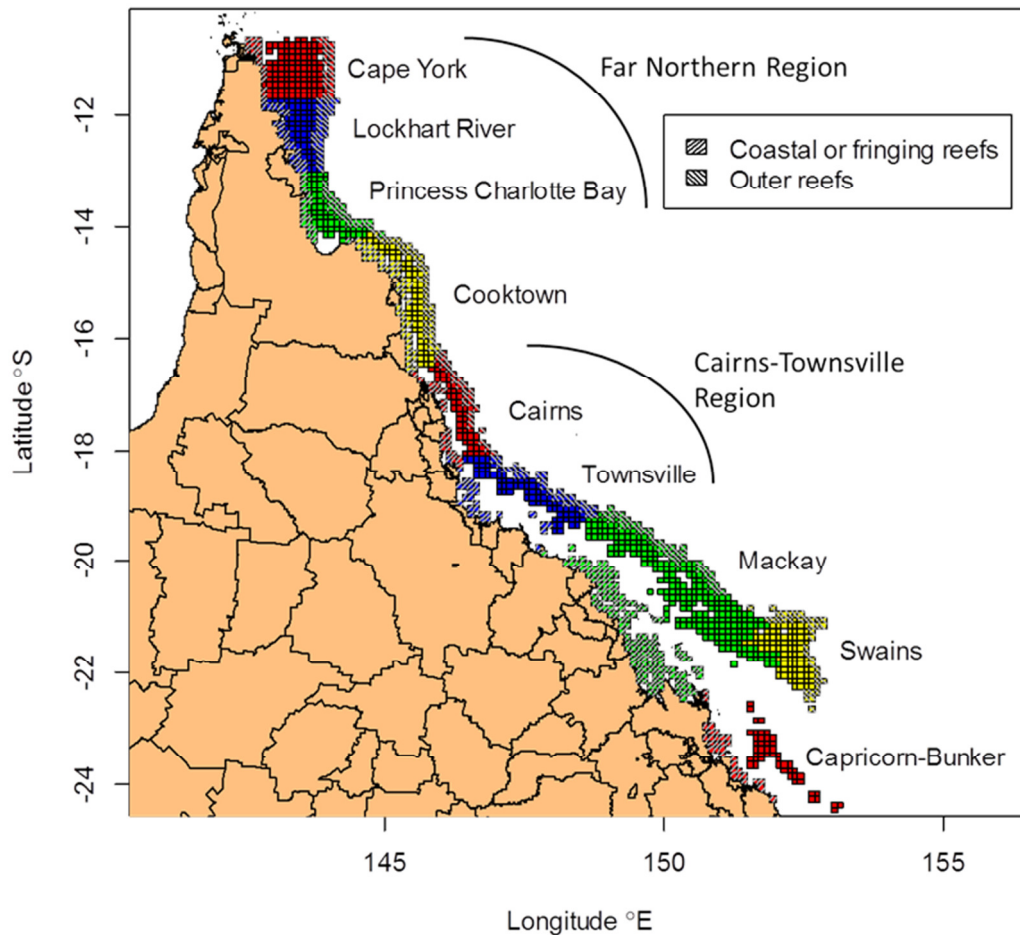 Cape York
Far Northern Region
Lockhart River
Coastal or fringing reefs
Outer reefs
Princess Charlotte Bay
Cooktown
Cairns-Townsville
Region
Cairns
Townsville
Mackay
Swains
Capricorn-Bunker
-12
-14
-16
-18
-20
-22
-24
Latitude °S
145
150
155
Longitude °E